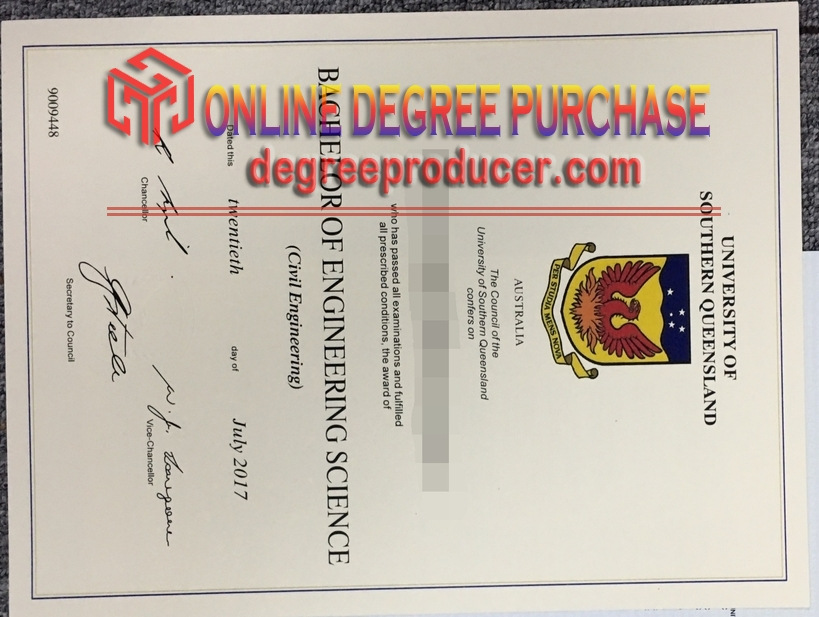 ONLINE DEGREE PURCHASE
degreeproducer.com
UNIVERSITY OF
SOUTHERN QUEENSLAND
PER STUDIA MENS NOVA
AUSTRALIA
The Council of the
University of Southern Queensland
confers on
who has passed all examinations and fulfilled
all prescribed conditions, the award of
BACHELOR OF ENGINEERING SCIENCE
(Civil Engineering)
Dated this twentieth day of July 2017
Chancellor
Vice-Chancellor
Secretary to Council
9009448